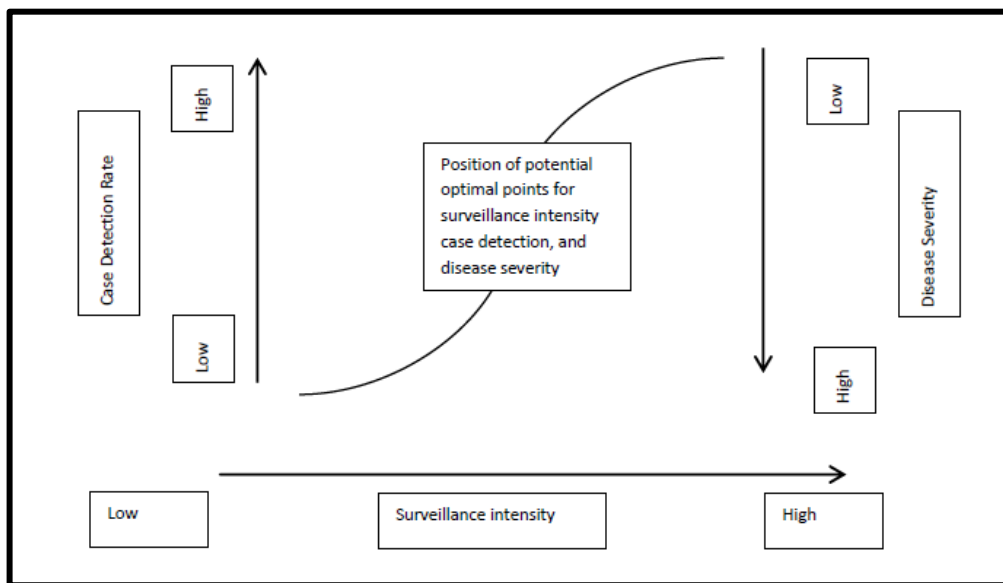 High
Case Detection Rate
Low
Position of potential
optimal points for
surveillance intensity
case detection, and
disease severity
Low
Disease Severity
High
Low
Surveillance intensity
High